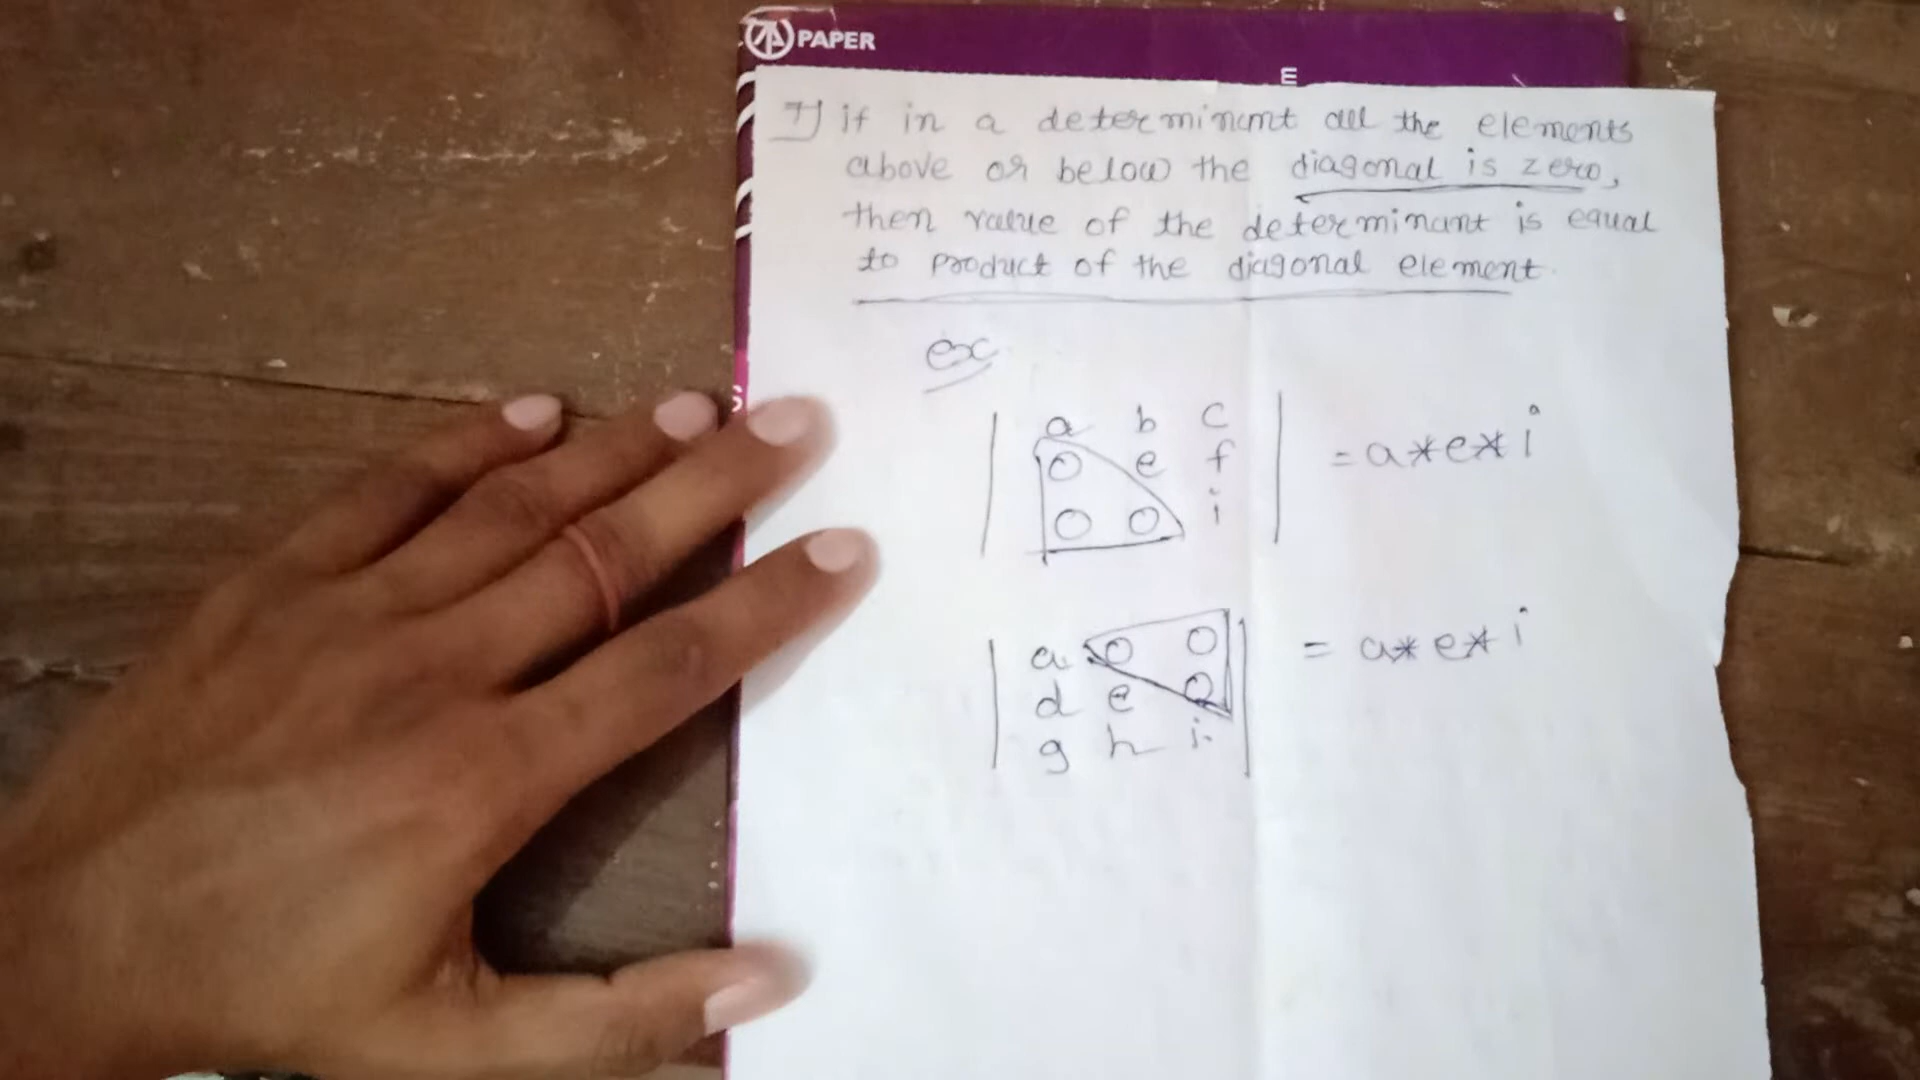 PAPER
E
7) if in a determinant all the elements
above or below the diagonal is zero,
then value of the determinant is equal
to product of the diagonal element.
ex
| a b c |
| 0 e f | = a*e*i
| 0 0 i |
| a 0 0 | = a*e*i
| d e 0 |
| g h i |
S